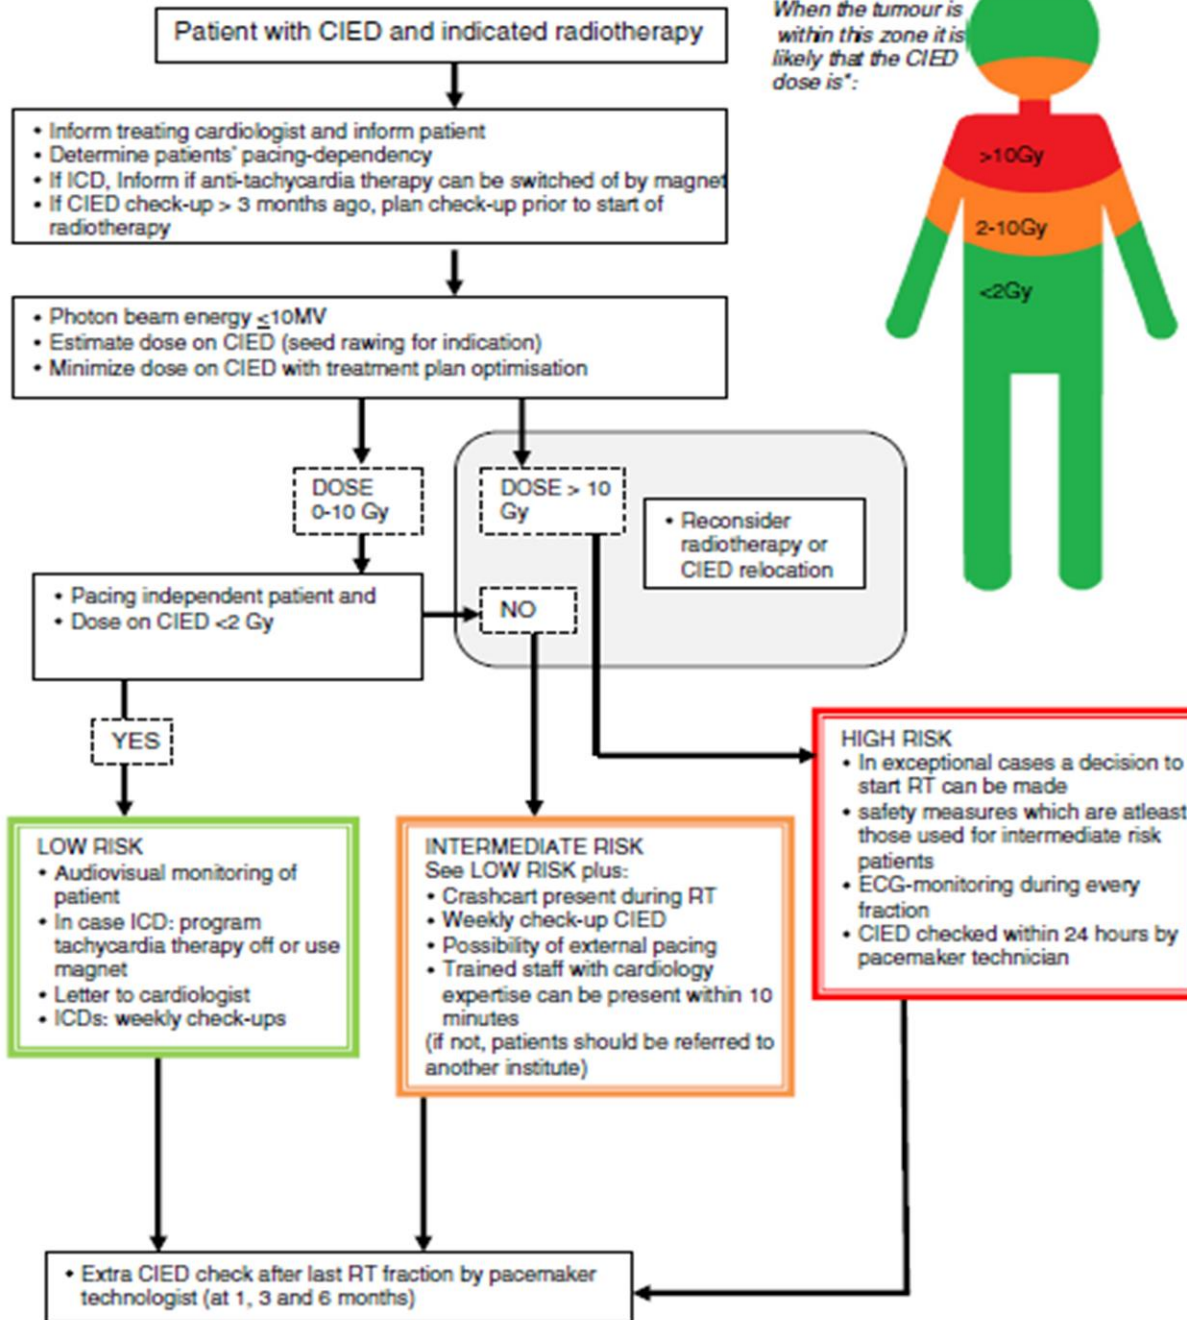 Patient with CIED and indicated radiotherapy
When the tumour is
within this zone it is
likely that the CIED
dose is*:
>10Gy
2-10Gy
<2Gy
• Inform treating cardiologist and inform patient
• Determine patients' pacing-dependency
• If ICD, Inform if anti-tachycardia therapy can be switched of by magnet
• If CIED check-up > 3 months ago, plan check-up prior to start of
radiotherapy
• Photon beam energy ≤10MV
• Estimate dose on CIED (seed rawing for indication)
• Minimize dose on CIED with treatment plan optimisation
DOSE
0-10 Gy
DOSE > 10
Gy
• Reconsider
radiotherapy or
CIED relocation
• Pacing independent patient and
• Dose on CIED <2 Gy
NO
YES
LOW RISK
• Audiovisual monitoring of
patient
• In case ICD: program
tachycardia therapy off or use
magnet
• Letter to cardiologist
• ICDs: weekly check-ups
INTERMEDIATE RISK
See LOW RISK plus:
• Crashcart present during RT
• Weekly check-up CIED
• Possibility of external pacing
• Trained staff with cardiology
expertise can be present within 10
minutes
(if not, patients should be referred to
another institute)
HIGH RISK
• In exceptional cases a decision to
start RT can be made
• safety measures which are atleast
those used for intermediate risk
patients
• ECG-monitoring during every
fraction
• CIED checked within 24 hours by
pacemaker technician
• Extra CIED check after last RT fraction by pacemaker
technologist (at 1, 3 and 6 months)